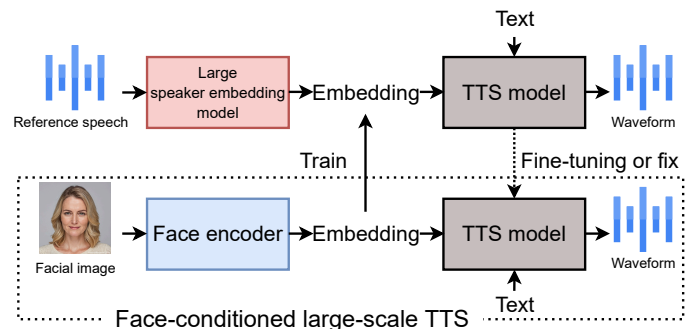 Text
Large
speaker embedding
model
Embedding
TTS model
Reference speech
Waveform
Train
Fine-tuning or fix
Face encoder
Embedding
TTS model
Facial image
Waveform
Text
Face-conditioned large-scale TTS